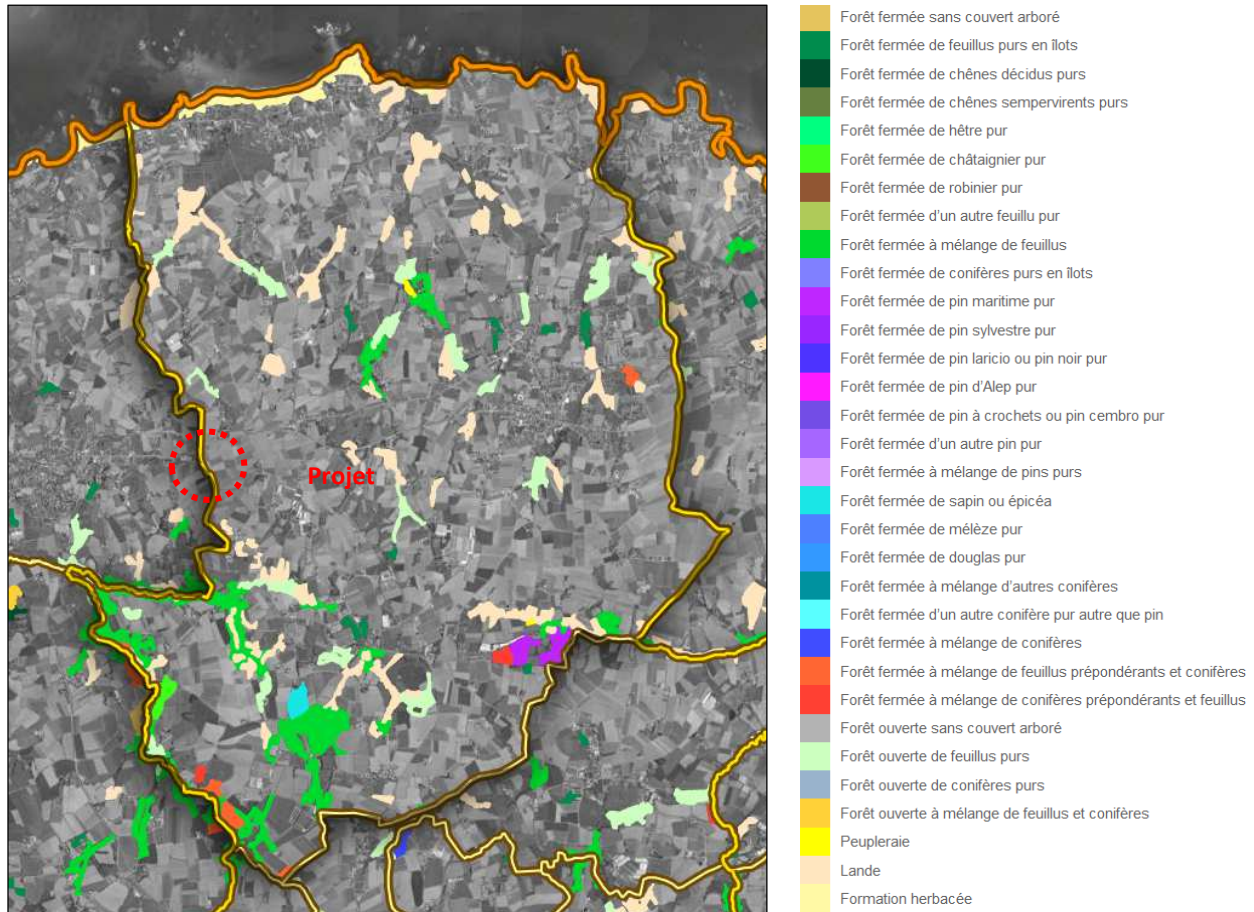 Projet
Forêt fermée sans couvert arboré
Forêt fermée de feuillus purs en îlots
Forêt fermée de chênes décidus purs
Forêt fermée de chênes sempervirents purs
Forêt fermée de hêtre pur
Forêt fermée de châtaignier pur
Forêt fermée de robinier pur
Forêt fermée d'un autre feuillu pur
Forêt fermée à mélange de feuillus
Forêt fermée de conifères purs en îlots
Forêt fermée de pin maritime pur
Forêt fermée de pin sylvestre pur
Forêt fermée de pin laricio ou pin noir pur
Forêt fermée de pin d'Alep pur
Forêt fermée de pin à crochets ou pin cembro pur
Forêt fermée d'un autre pin pur
Forêt fermée à mélange de pins purs
Forêt fermée de sapin ou épicéa
Forêt fermée de mélèze pur
Forêt fermée de douglas pur
Forêt fermée à mélange d'autres conifères
Forêt fermée d'un autre conifère pur autre que pin
Forêt fermée à mélange de conifères
Forêt fermée à mélange de feuillus prépondérants et conifères
Forêt fermée à mélange de conifères prépondérants et feuillus
Forêt ouverte sans couvert arboré
Forêt ouverte de feuillus purs
Forêt ouverte de conifères purs
Forêt ouverte à mélange de feuillus et conifères
Peupleraie
Lande
Formation herbacée